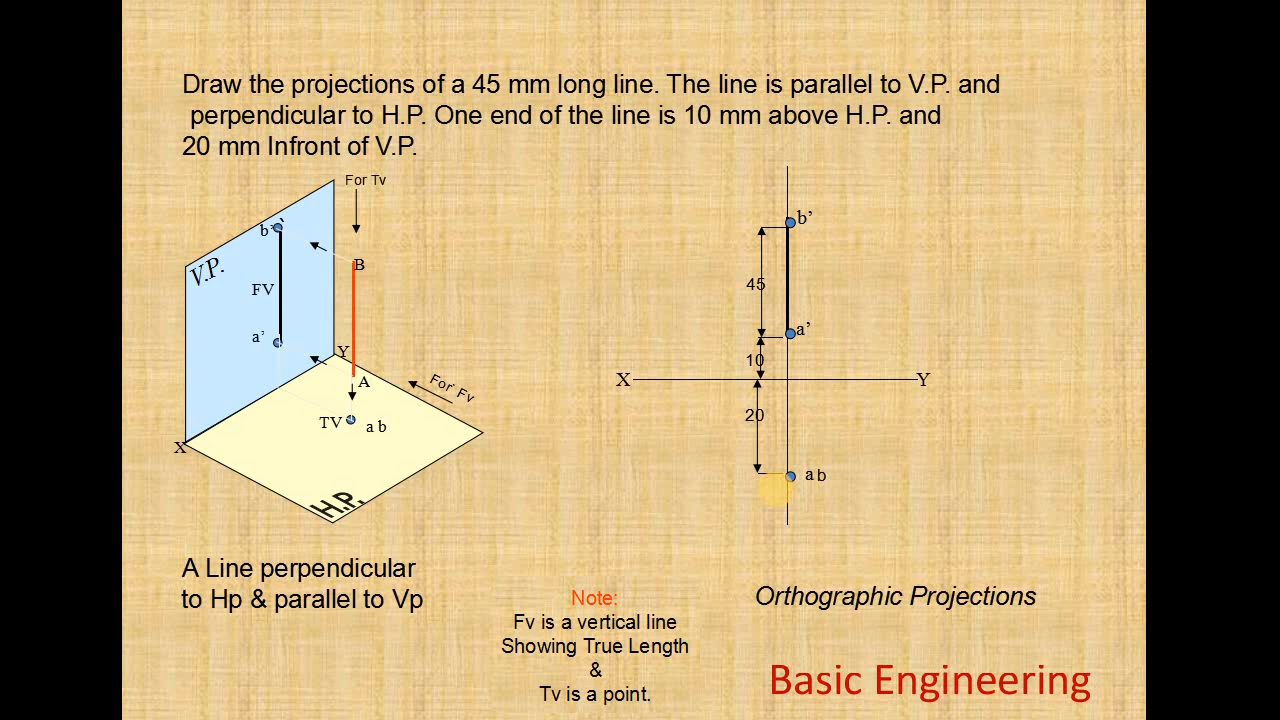 Draw the projections of a 45 mm long line. The line is parallel to V.P. and
perpendicular to H.P. One end of the line is 10 mm above H.P. and
20 mm Infront of V.P.
For Tv
b'`
V.P.
B
FV
a'
Y
A
For Fv
TV
a b
X
H.P.
b'
45
a'
10
X
Y
20
a b
A Line perpendicular
to Hp & parallel to Vp
Note:
Fv is a vertical line
Showing True Length
&
Tv is a point.
Orthographic Projections
Basic Engineering